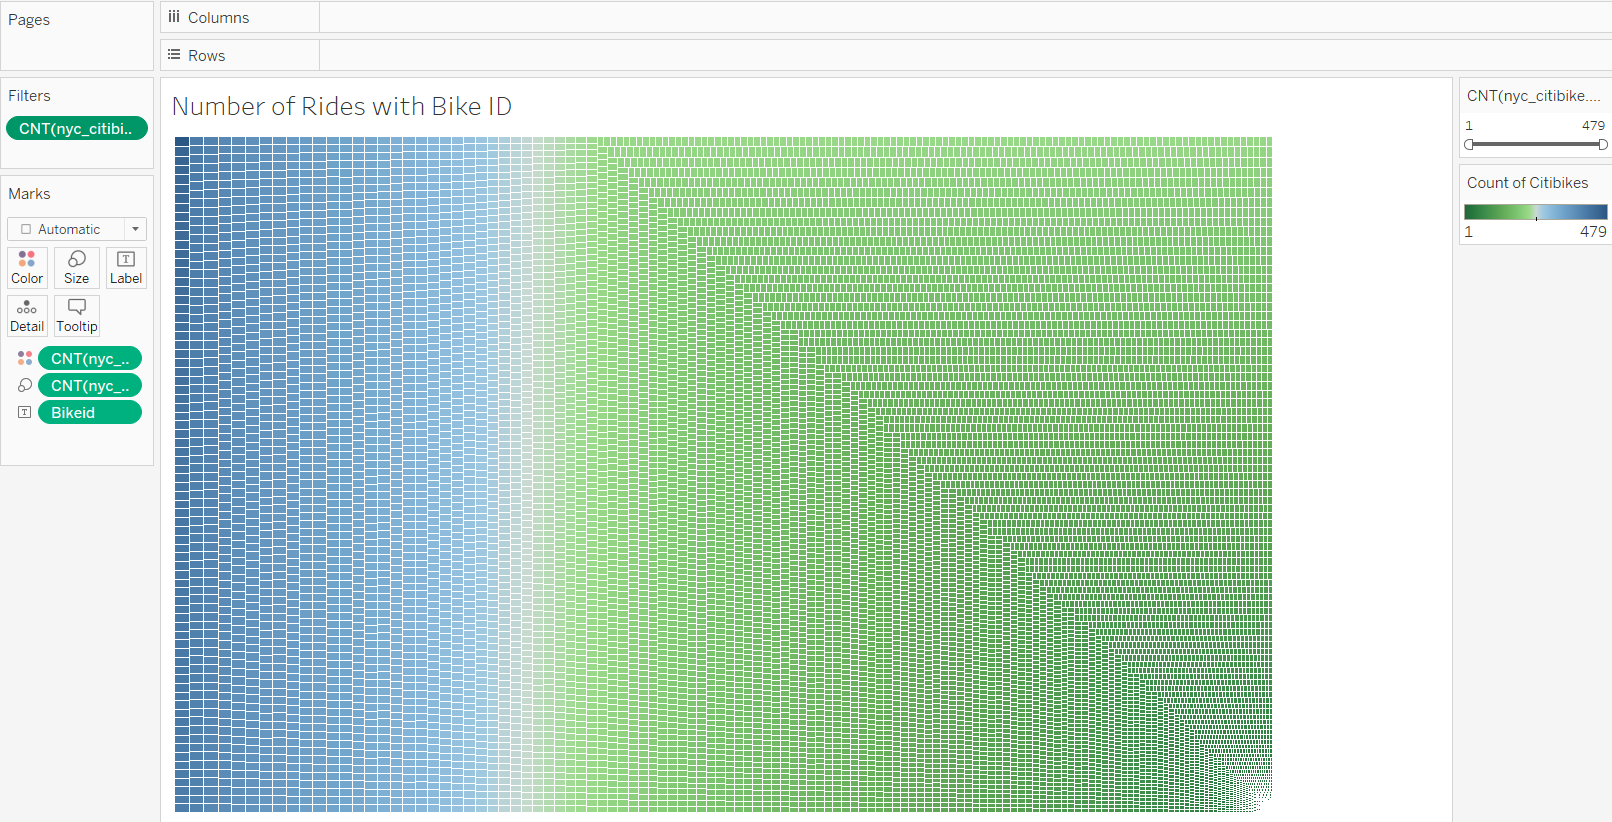 Pages
Columns
Rows
Filters
CNT(nyc_citibi..
Marks
Automatic
Color
Size
Label
Detail
Tooltip
CNT(nyc_..
CNT(nyc_..
Bikeid
Number of Rides with Bike ID
CNT(nyc_citibike....
1 479
Count of Citibikes
1 479